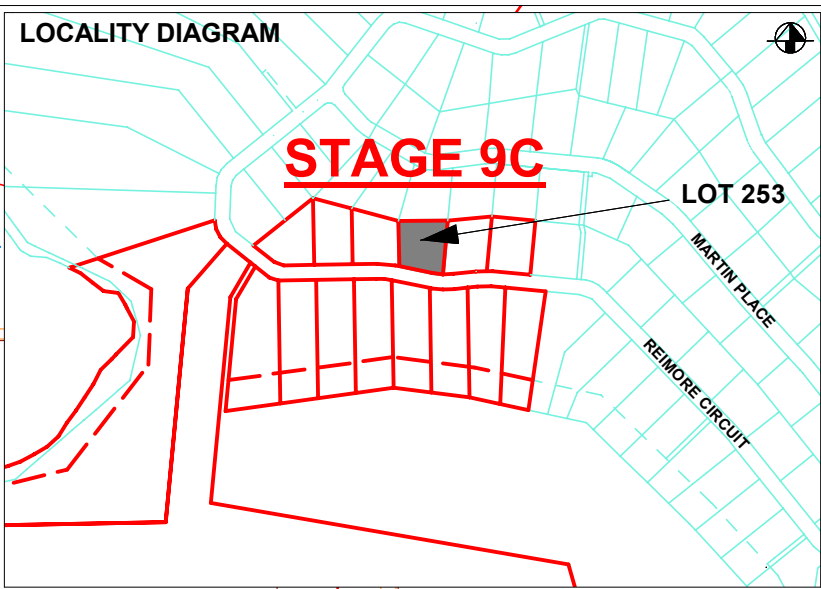 LOCALITY DIAGRAM
STAGE 9C
LOT 253
MARTIN PLACE
REIMORE CIRCUIT